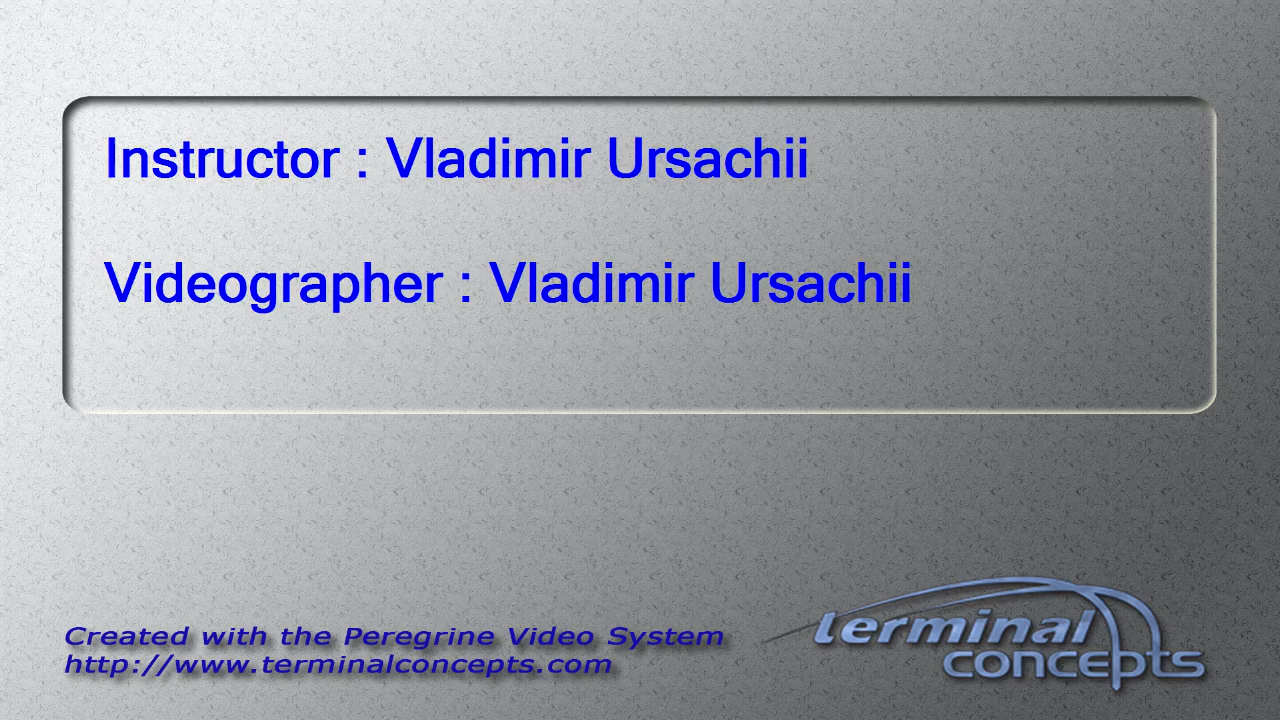 Instructor : Vladimir Ursachii
Videographer : Vladimir Ursachii
Created with the Peregrine Video System
http://www.terminalconcepts.com
terminal
concepts